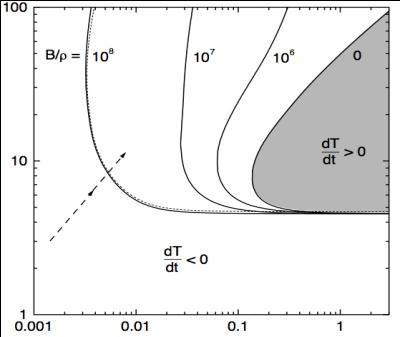 100
B/ρ = 10⁸ 10⁷ 10⁶ 0
dT
dt > 0
10
dT
dt < 0
1
0.001 0.01 0.1 1